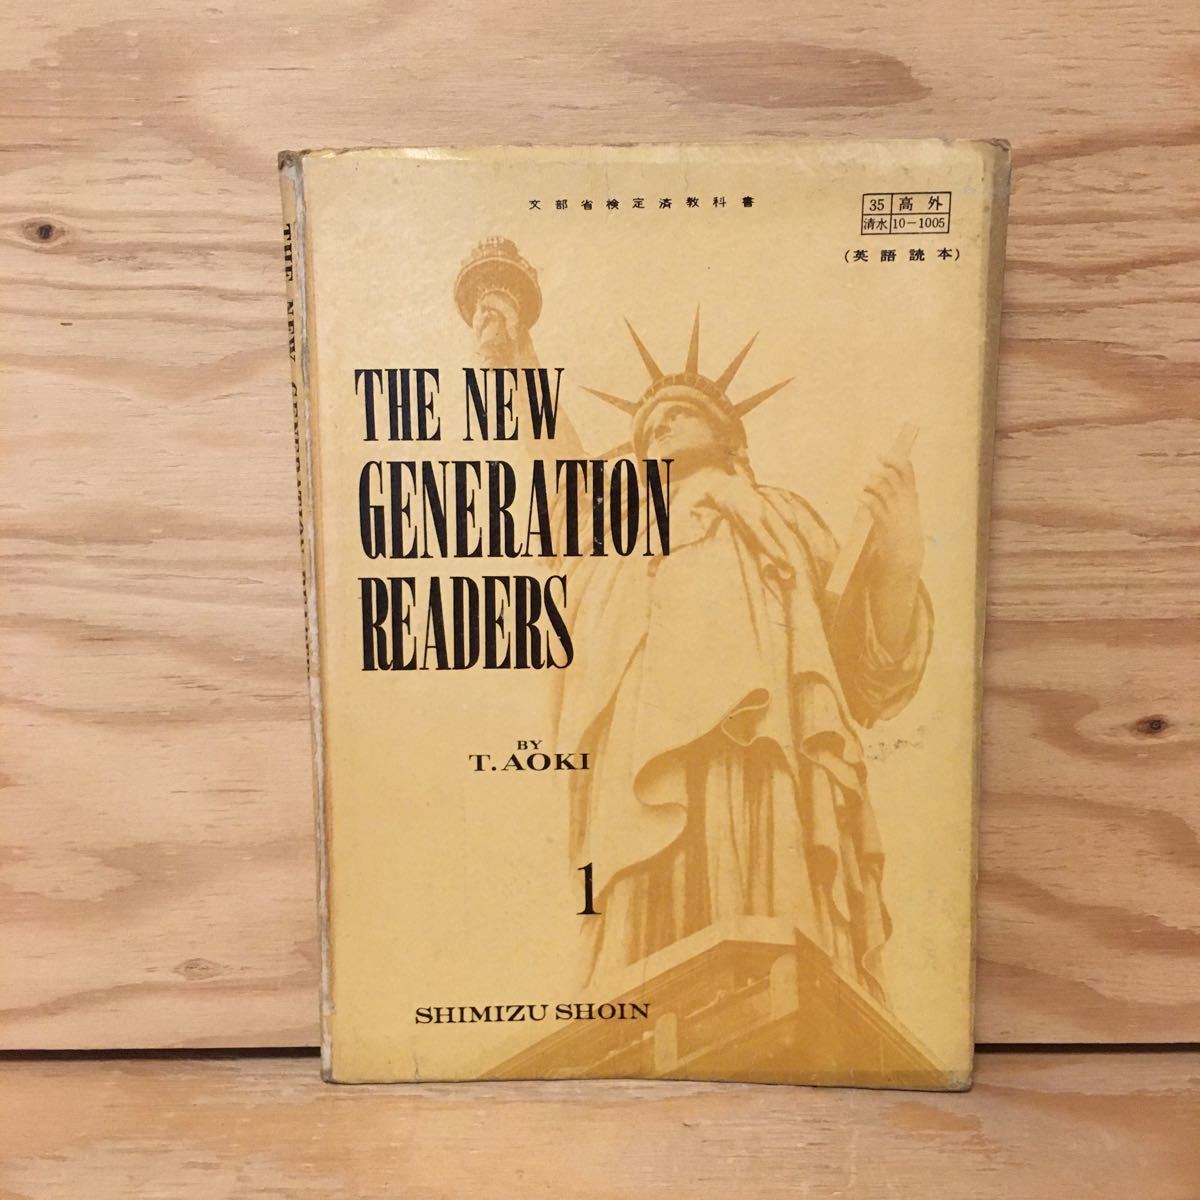 文部省検定済教科書
35 高外
清水 10-1005
(英語読本)
THE NEW
GENERATION
READERS
BY
T. AOKI
1
SHIMIZU SHOIN
THE NEW GENERATION